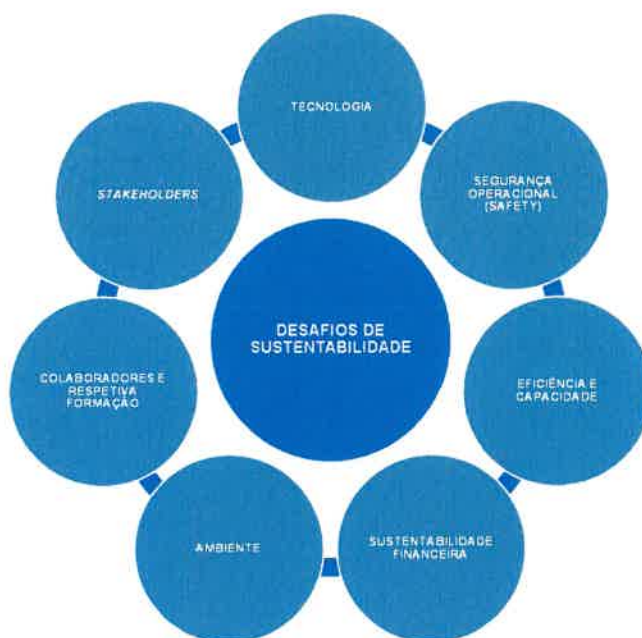 TECNOLOGIA
SEGURANÇA
OPERACIONAL
(SAFETY)
EFICIÊNCIA E
CAPACIDADE
SUSTENTABILIDADE
FINANCEIRA
AMBIENTE
COLABORADORES E
RESPETIVA
FORMAÇÃO
STAKEHOLDERS
DESAFIOS DE
SUSTENTABILIDADE